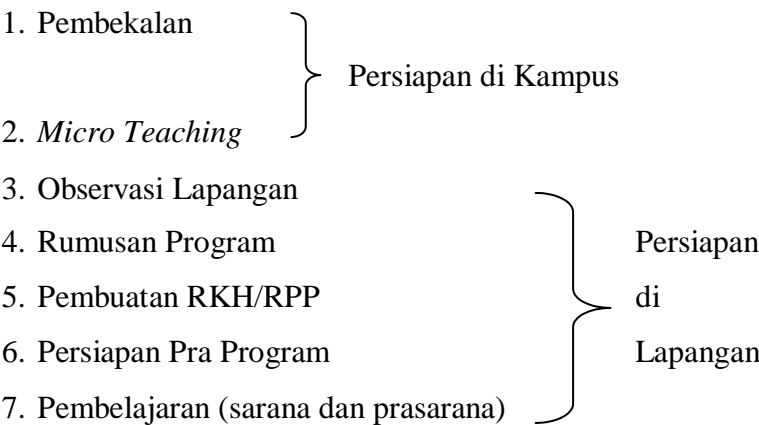 1. Pembekalan
Persiapan di Kampus
2. Micro Teaching
3. Observasi Lapangan
4. Rumusan Program Persiapan
5. Pembuatan RKH/RPP di
6. Persiapan Pra Program Lapangan
7. Pembelajaran (sarana dan prasarana)